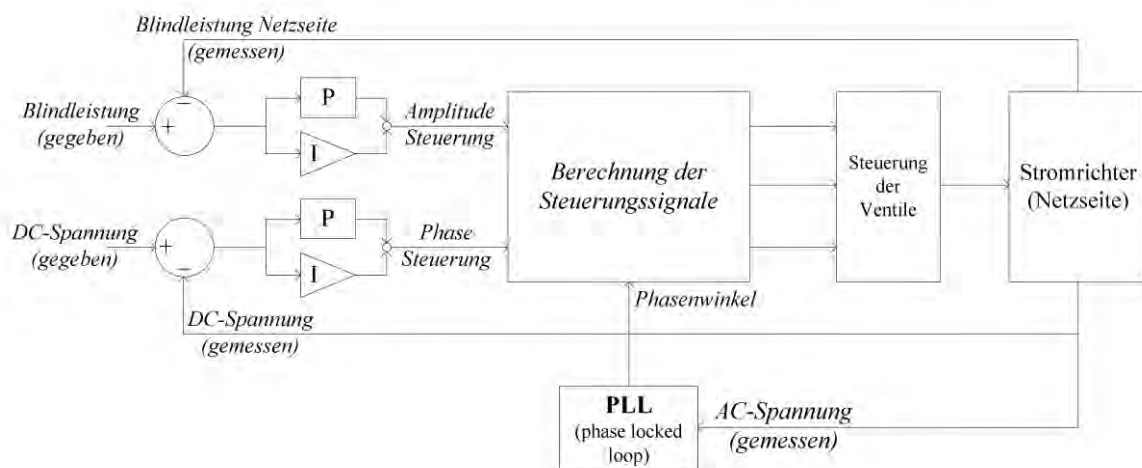 Blindleistung Netzseite
(gemessen)
Blindleistung
(gegeben)
−
+
P
I
Amplitude
Steuerung
Berechnung der
Steuerungssignale
Steuerung
der
Ventile
Stromrichter
(Netzseite)
DC-Spannung
(gegeben)
+
−
P
I
Phase
Steuerung
Phasenwinkel
DC-Spannung
(gemessen)
PLL
(phase locked
loop)
AC-Spannung
(gemessen)